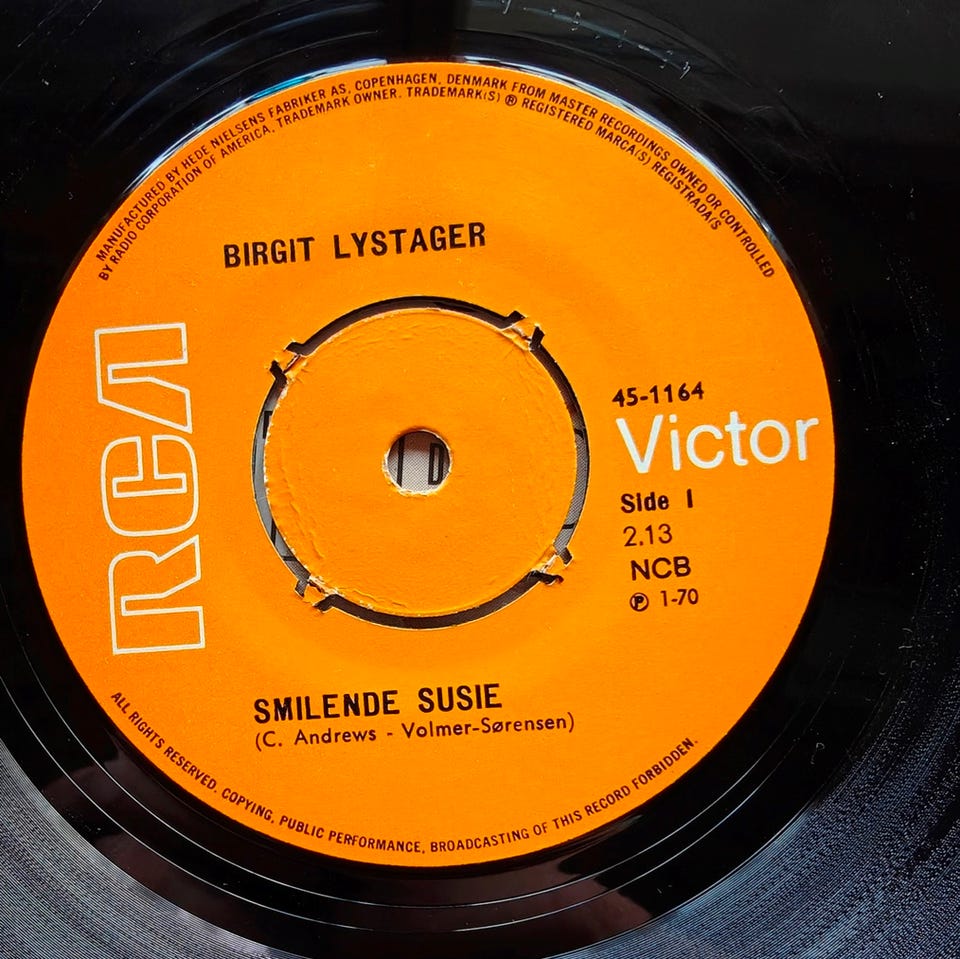 MANUFACTURED BY HEDE NIELSENS FABRIKER AS, COPENHAGEN, DENMARK FROM MASTER RECORDINGS OWNED OR CONTROLLED
BY RADIO CORPORATION OF AMERICA, TRADEMARK OWNER. TRADEMARK(S) ® REGISTERED MARCA(S) REGISTRADA/S
BIRGIT LYSTAGER
RCA
45-1164
Victor
Side 1
2.13
NCB
℗ 1-70
SMILENDE SUSIE
(C. Andrews - Volmer-Sørensen)
ALL RIGHTS RESERVED. COPYING, PUBLIC PERFORMANCE, BROADCASTING OF THIS RECORD FORBIDDEN.